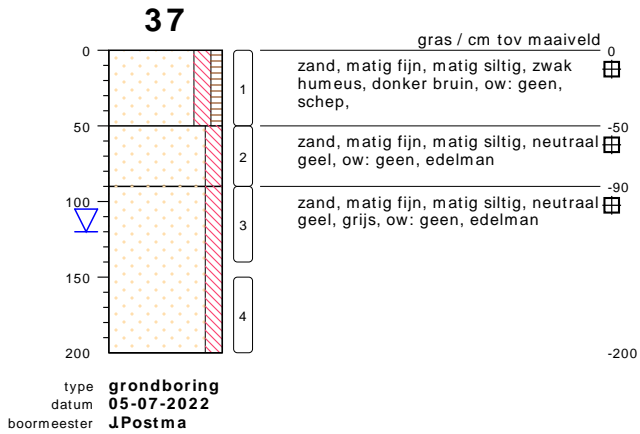 37
gras / cm tov maaiveld
0
0
zand, matig fijn, matig siltig, zwak
humeus, donker bruin, ow: geen,
schep,
1
50
-50
zand, matig fijn, matig siltig, neutraal
geel, ow: geen, edelman
2
-90
zand, matig fijn, matig siltig, neutraal
geel, grijs, ow: geen, edelman
100
3
150
4
200
-200
type grondboring
datum 05-07-2022
boormeester J.Postma